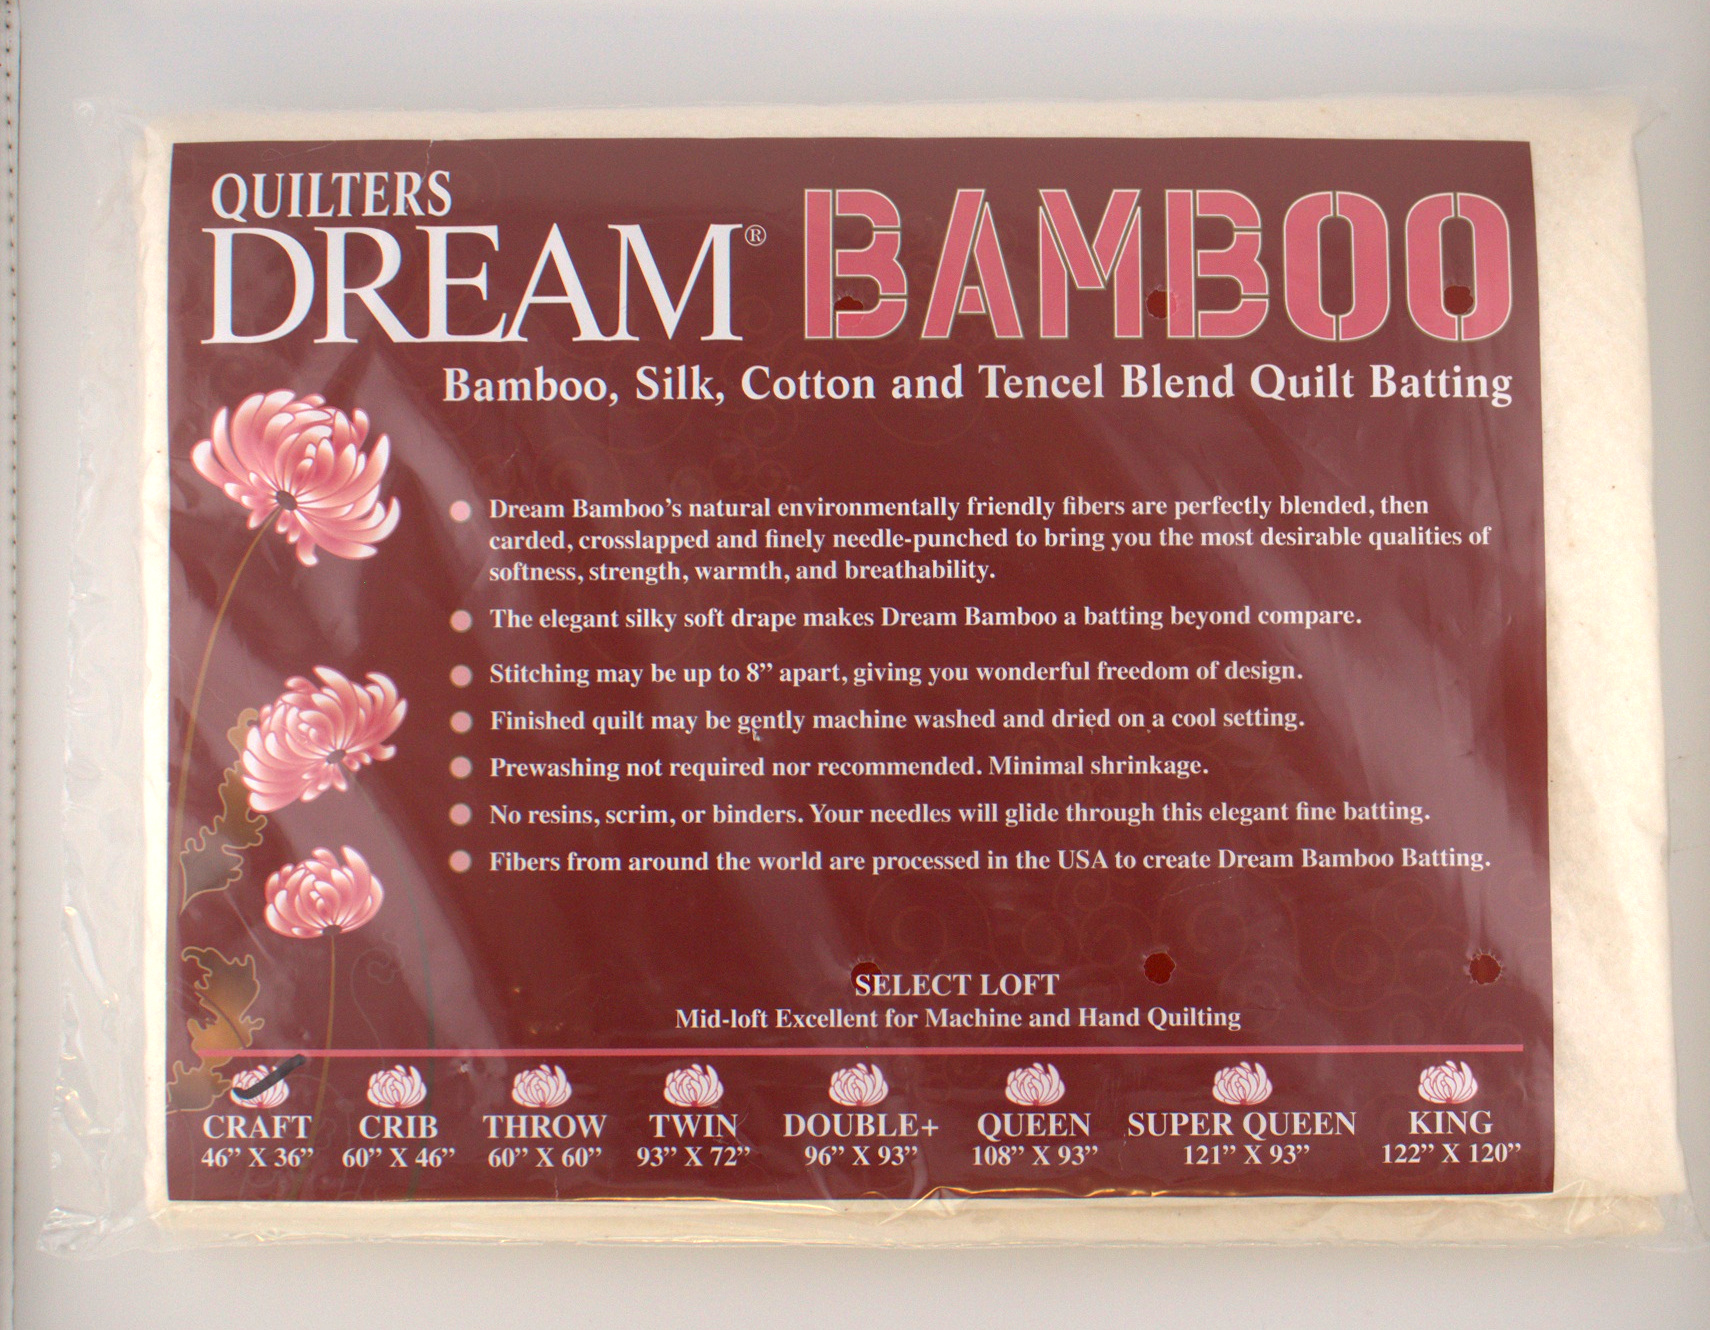 QUILTERS
DREAM® BAMBOO
Bamboo, Silk, Cotton and Tencel Blend Quilt Batting
Dream Bamboo's natural environmentally friendly fibers are perfectly blended, then
carded, crosslapped and finely needle-punched to bring you the most desirable qualities of
softness, strength, warmth, and breathability.
The elegant silky soft drape makes Dream Bamboo a batting beyond compare.
Stitching may be up to 8” apart, giving you wonderful freedom of design.
Finished quilt may be gently machine washed and dried on a cool setting.
Prewashing not required nor recommended. Minimal shrinkage.
No resins, scrim, or binders. Your needles will glide through this elegant fine batting.
Fibers from around the world are processed in the USA to create Dream Bamboo Batting.
SELECT LOFT
Mid-loft Excellent for Machine and Hand Quilting
CRAFT CRIB THROW TWIN DOUBLE+ QUEEN SUPER QUEEN KING
46” X 36” 60” X 46” 60” X 60” 93” X 72” 96” X 93” 108” X 93” 121” X 93” 122” X 120”